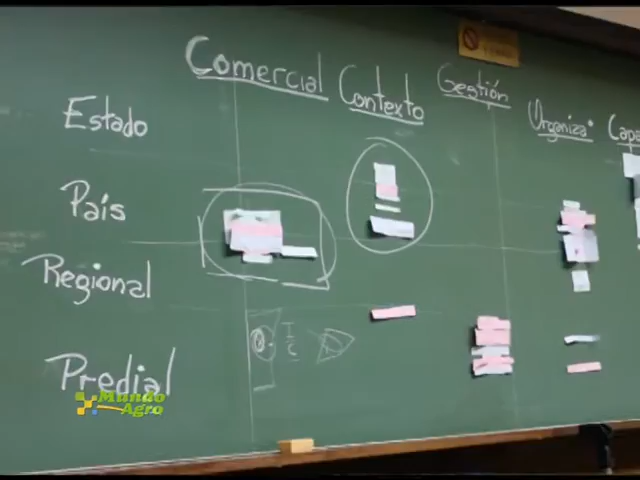 Comercial Contexto Gestión Organiza°
Estado
País
Regional
Predial
Mundo
Agro